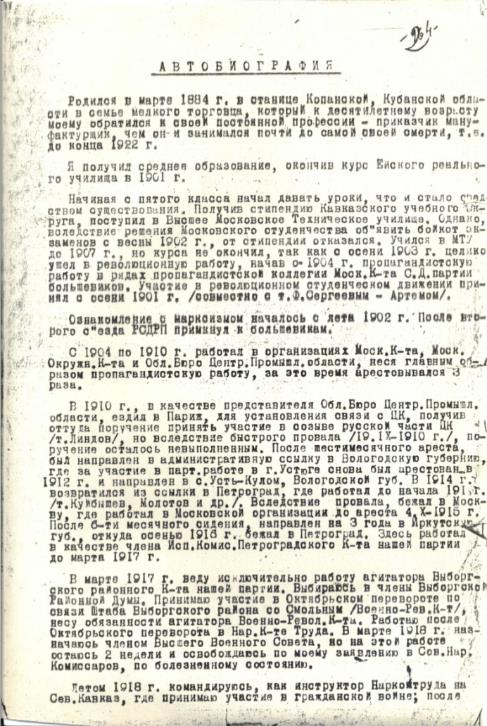 204
АВТОБИОГРАФИЯ
Родился в марте 1884 г. в станице Копанской, Кубанской обла-
сти в семье мелкого торговца, который к десятилетнему возрасту
моему обратился к своей постоянной профессии - приказчик ману-
фактурщик, чем он и занимался почти до самой своей смерти, т.е.
до конца 1922 г.
Я получил среднее образование, окончив курс Ейского реально-
го училища в 1901 г.
Начиная с пятого класса начал давать уроки, что и стало сред-
ством существования. Получив стипендию Кавказского учебного ок-
руга, поступил в Высшее Московское Техническое училище. Однако,
вследствие решения Московского студенчества об"явить бойкот эк-
заменов с весны 1902 г., от стипендии отказался. Учился в МТУ
до 1907 г., но курса не окончил, так как с осени 1903 г. целиком
ушел в революционную работу, начав с 1904 г. пропагандистскую
работу в рядах пропагандистской коллегии Моск.К-та С.Д.партии
большевиков. Участие в революционном студенческом движении при-
нял с осени 1901 г. /совместно с т.Ф.Сергеевым - Артемом/.
Ознакомление с марксизмом началось с лета 1902 г. После вто-
рого с"езда РСДРП примкнул к большевикам.
С 1904 по 1910 г. работал в организациях Моск.К-та, Моск.
Окружн.К-та и Обл.Бюро Центр.Промышл.области, неся главным об-
разом пропагандистскую работу, за это время арестовывался 3
раза.
В 1910 г., в качестве представителя Обл.Бюро Центр.Промышл.
области, ездил в Париж, для установления связи с ЦК, получив
оттуда поручение принять участие в созыве русской части ЦК
/т.Линдов/, но вследствие быстрого провала /19.IX-1910 г./, по-
ручение осталось невыполненным. После шестимесячного ареста,
был направлен в административную ссылку в Вологодскую губернию,
где за участие в парт.работе в г.Устюге снова был арестован в
1912 г. и направлен в с.Усть-Кулом, Вологодской губ. В 1914 г.
возвратился из ссылки в Петроград, где работал до начала 1915 г.
/т.Куйбышев, Молотов и др./. Вследствие провала, бежал в Моск-
ву, где работал в Московской организации до ареста 4.X-1915 г.
После 6-ти месячного сидения, направлен на 3 года в Иркутскую
губ., откуда осенью 1916 г. бежал в Петроград. Здесь работал
в качестве члена Исп.Комис.Петроградского К-та нашей партии
до марта 1917 г.
В марте 1917 г. веду исключительно работу агитатора Выборг-
ского районного К-та нашей партии. Выбираюсь в члены Выборгской
Районной Думы. Принимаю участие в Октябрьском перевороте по
связи Штаба Выборгского района со Смольным /Военно-Рев.К-т/,
несу обязанности агитатора Военно-Револ.К-та. Работаю после
Октябрьского переворота в Нар.К-те Труда. В марте 1918 г. наз-
начаюсь членом Высшего Военного Совета, но на этой работе
остаюсь 2 недели и освобождаюсь по моему заявлению в Сов.Нар.
Комиссаров, по болезненному состоянию.
Летом 1918 г. командируюсь, как инструктор Наркомтруда на
Сев.Кавказ, где принимаю участие в гражданской войне; после